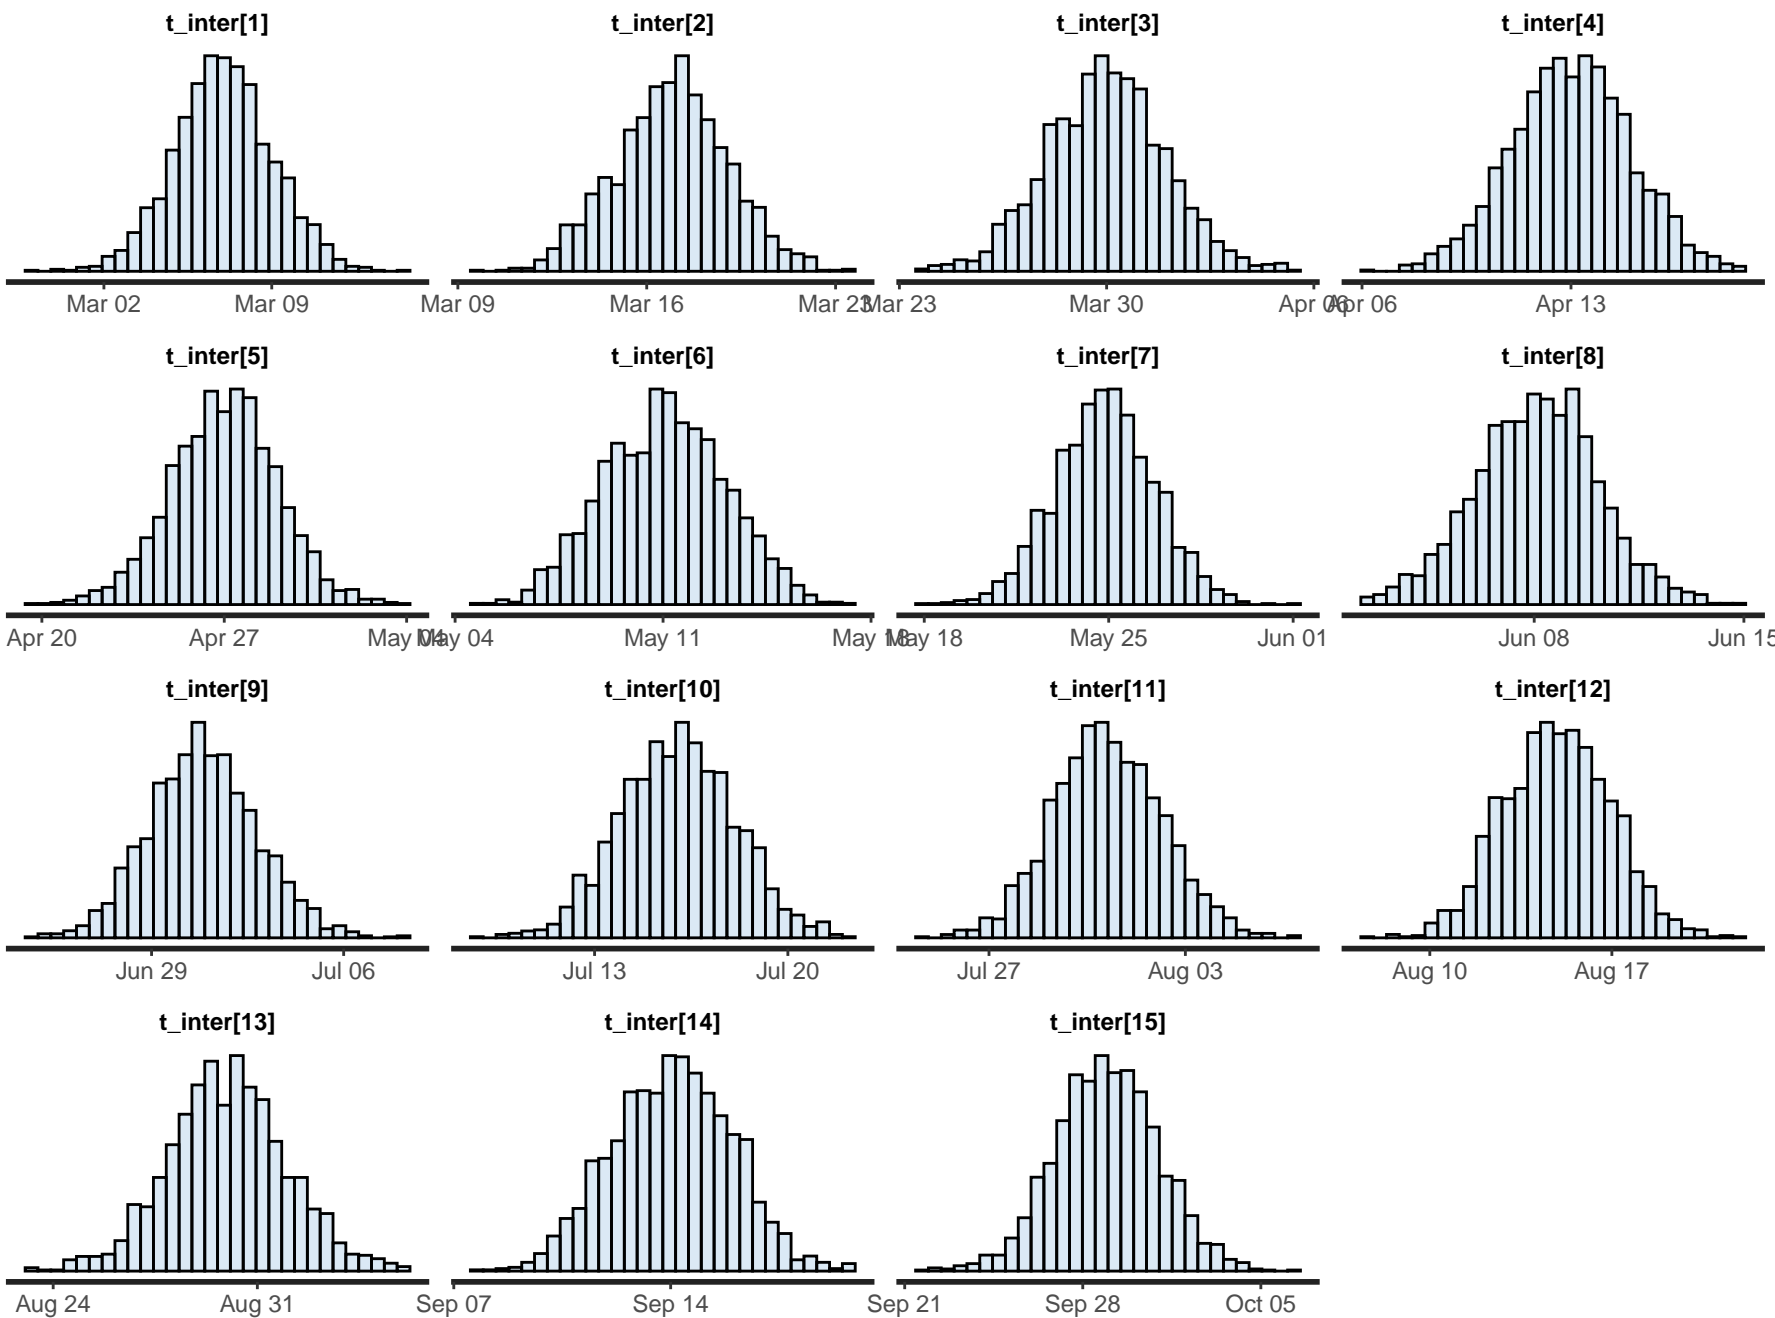 t_inter[1] t_inter[2] t_inter[3] t_inter[4]
Mar 02 Mar 09 Mar 09 Mar 16 Mar 23 Mar 23 Mar 30 Apr 06 Apr 06 Apr 13
t_inter[5] t_inter[6] t_inter[7] t_inter[8]
Apr 20 Apr 27 May 04 May 04 May 11 May 18 May 18 May 25 Jun 01 Jun 08 Jun 15
t_inter[9] t_inter[10] t_inter[11] t_inter[12]
Jun 29 Jul 06 Jul 13 Jul 20 Jul 27 Aug 03 Aug 10 Aug 17
t_inter[13] t_inter[14] t_inter[15]
Aug 24 Aug 31 Sep 07 Sep 14 Sep 21 Sep 28 Oct 05